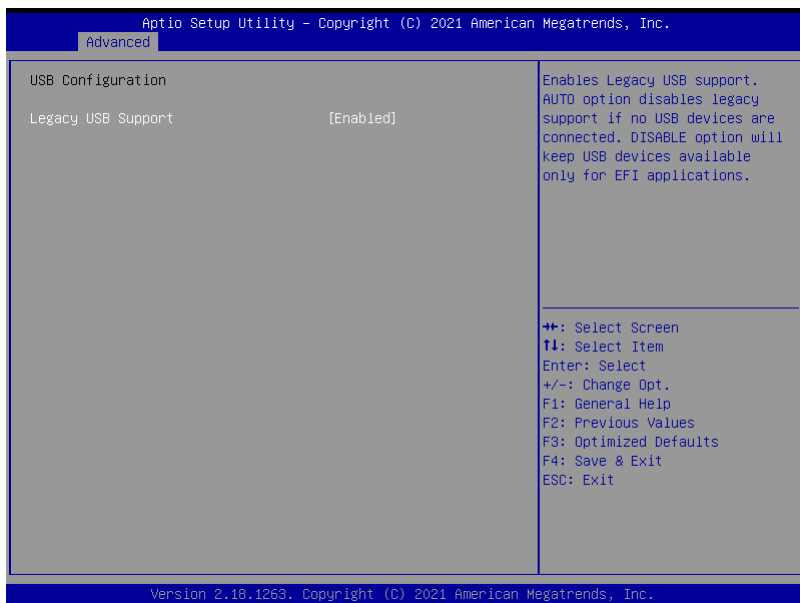 Aptio Setup Utility – Copyright (C) 2021 American Megatrends, Inc.
Advanced
USB Configuration
Legacy USB Support [Enabled]
Enables Legacy USB support.
AUTO option disables legacy
support if no USB devices are
connected. DISABLE option will
keep USB devices available
only for EFI applications.
→←: Select Screen
↑↓: Select Item
Enter: Select
+/-: Change Opt.
F1: General Help
F2: Previous Values
F3: Optimized Defaults
F4: Save & Exit
ESC: Exit
Version 2.18.1263. Copyright (C) 2021 American Megatrends, Inc.